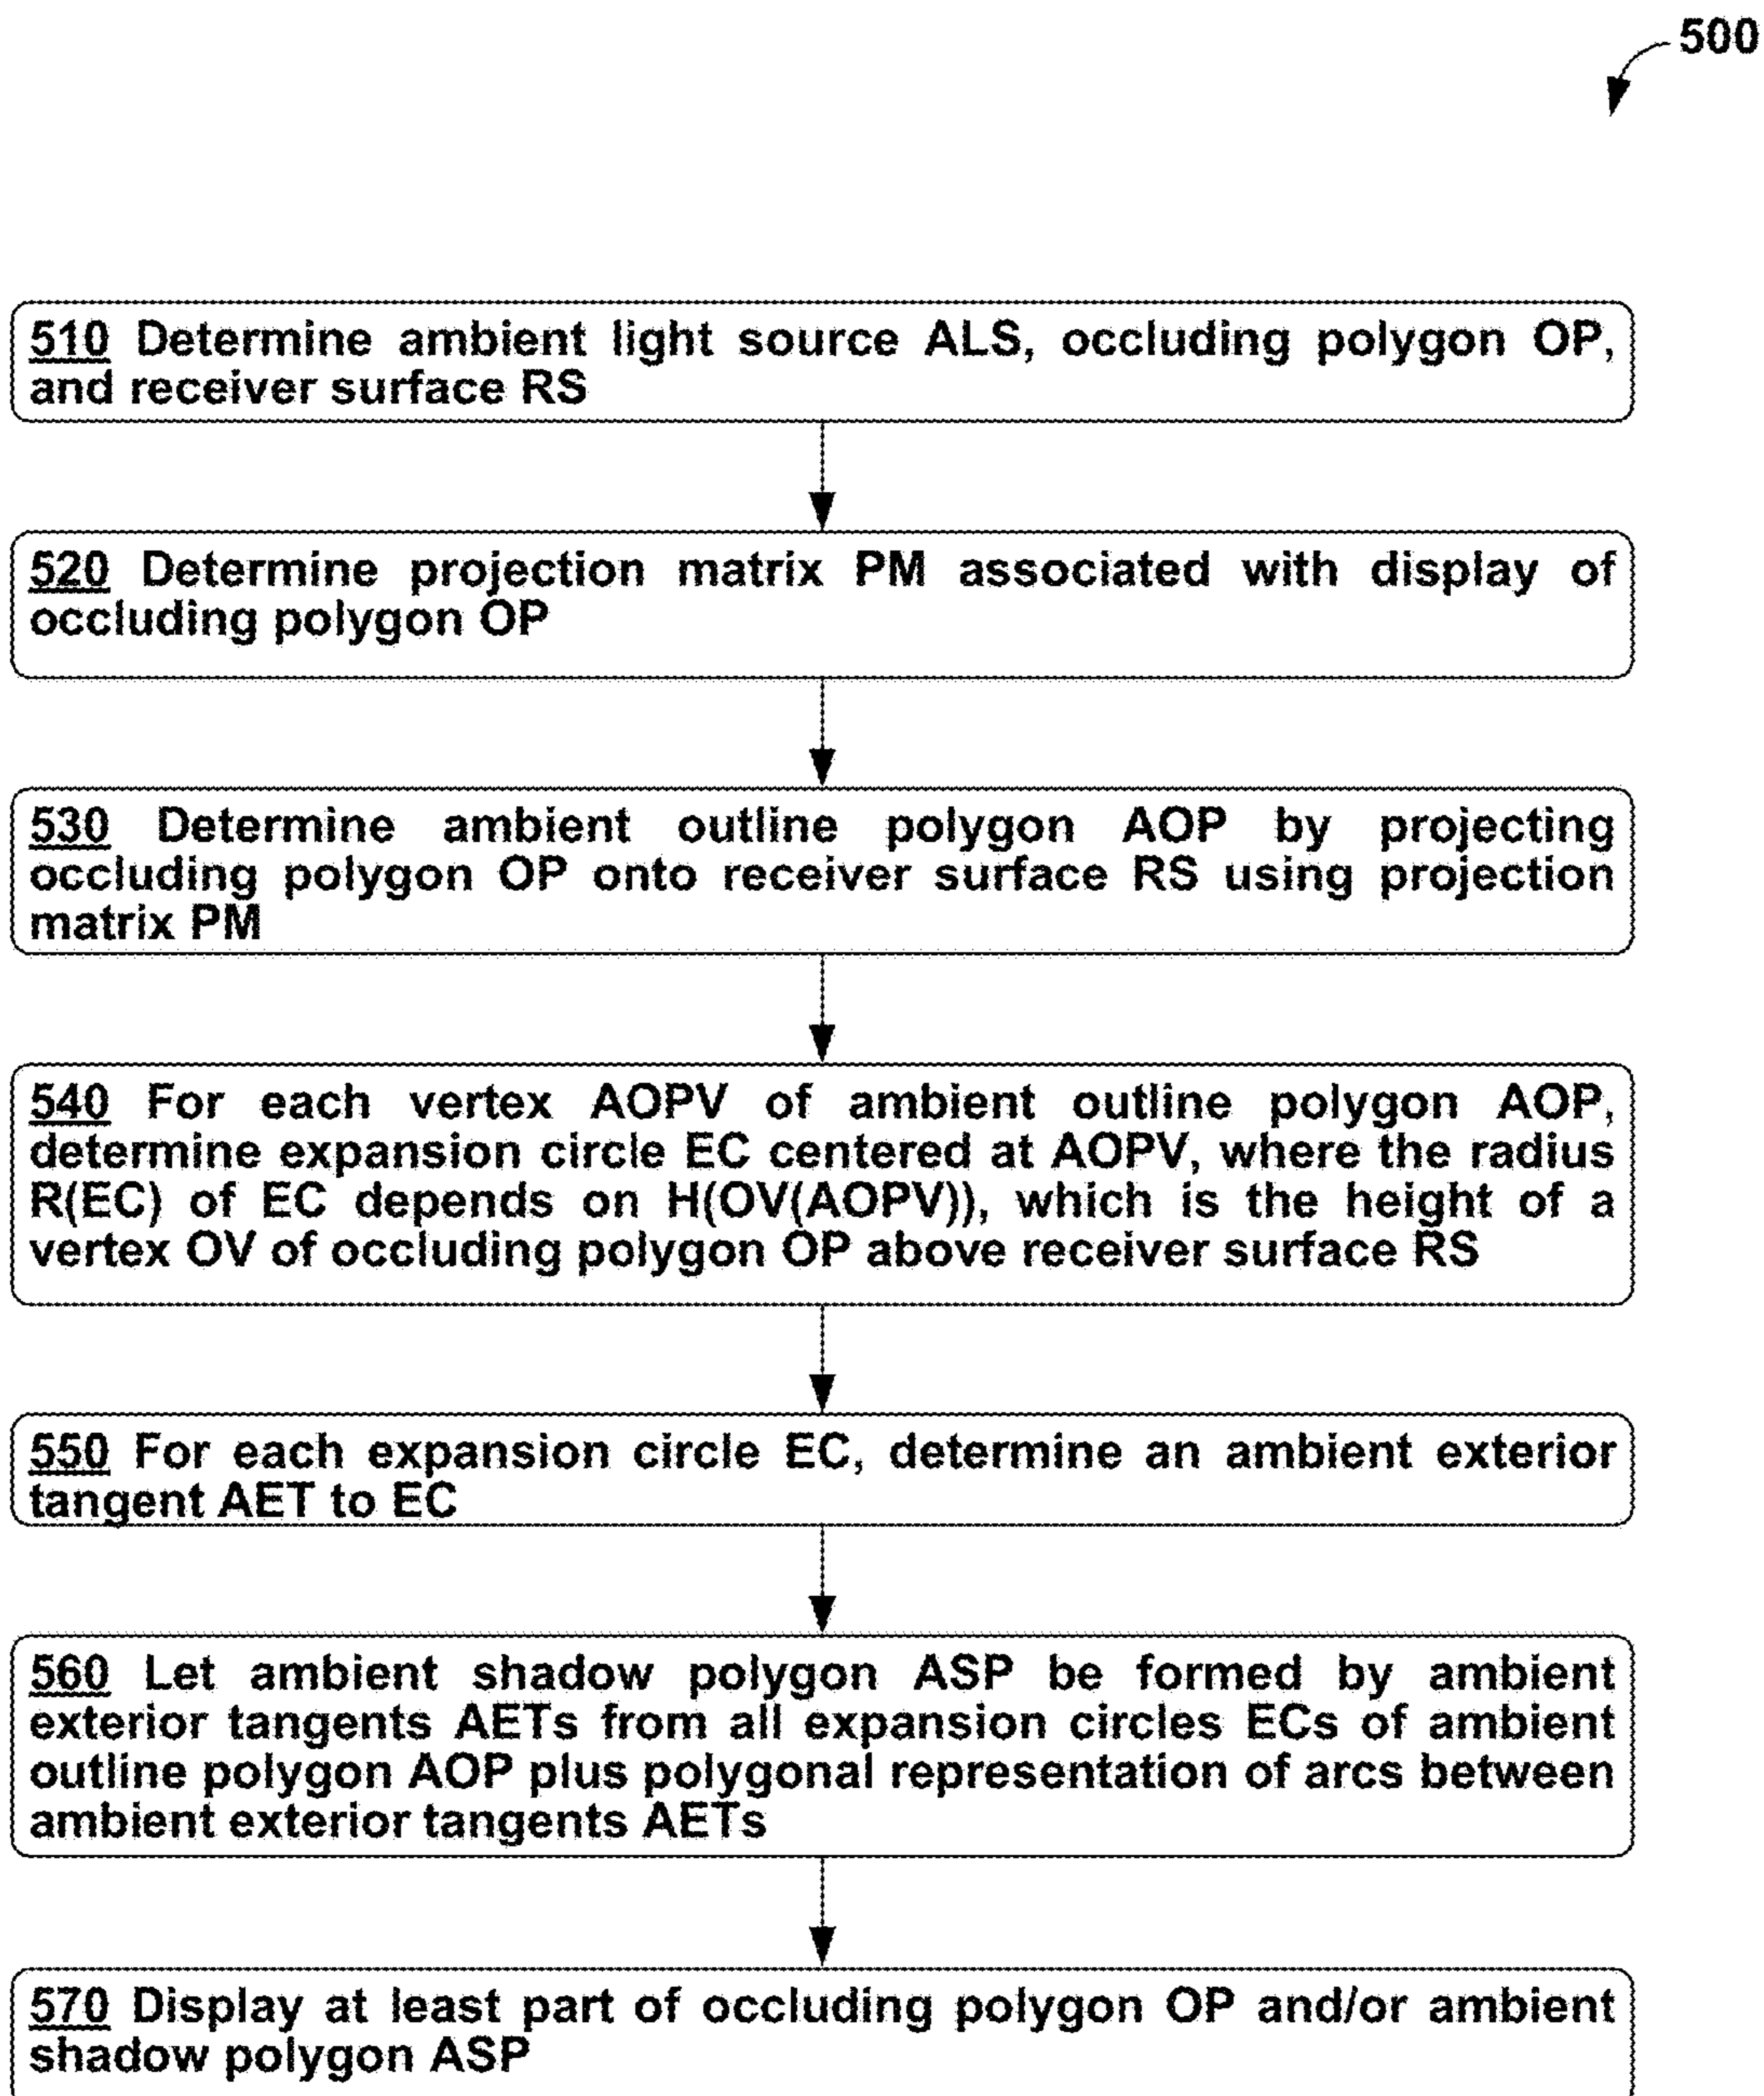 500
510 Determine ambient light source ALS, occluding polygon OP,
and receiver surface RS
520 Determine projection matrix PM associated with display of
occluding polygon OP
530 Determine ambient outline polygon AOP by projecting
occluding polygon OP onto receiver surface RS using projection
matrix PM
540 For each vertex AOPV of ambient outline polygon AOP,
determine expansion circle EC centered at AOPV, where the radius
R(EC) of EC depends on H(OV(AOPV)), which is the height of a
vertex OV of occluding polygon OP above receiver surface RS
550 For each expansion circle EC, determine an ambient exterior
tangent AET to EC
560 Let ambient shadow polygon ASP be formed by ambient
exterior tangents AETs from all expansion circles ECs of ambient
outline polygon AOP plus polygonal representation of arcs between
ambient exterior tangents AETs
570 Display at least part of occluding polygon OP and/or ambient
shadow polygon ASP